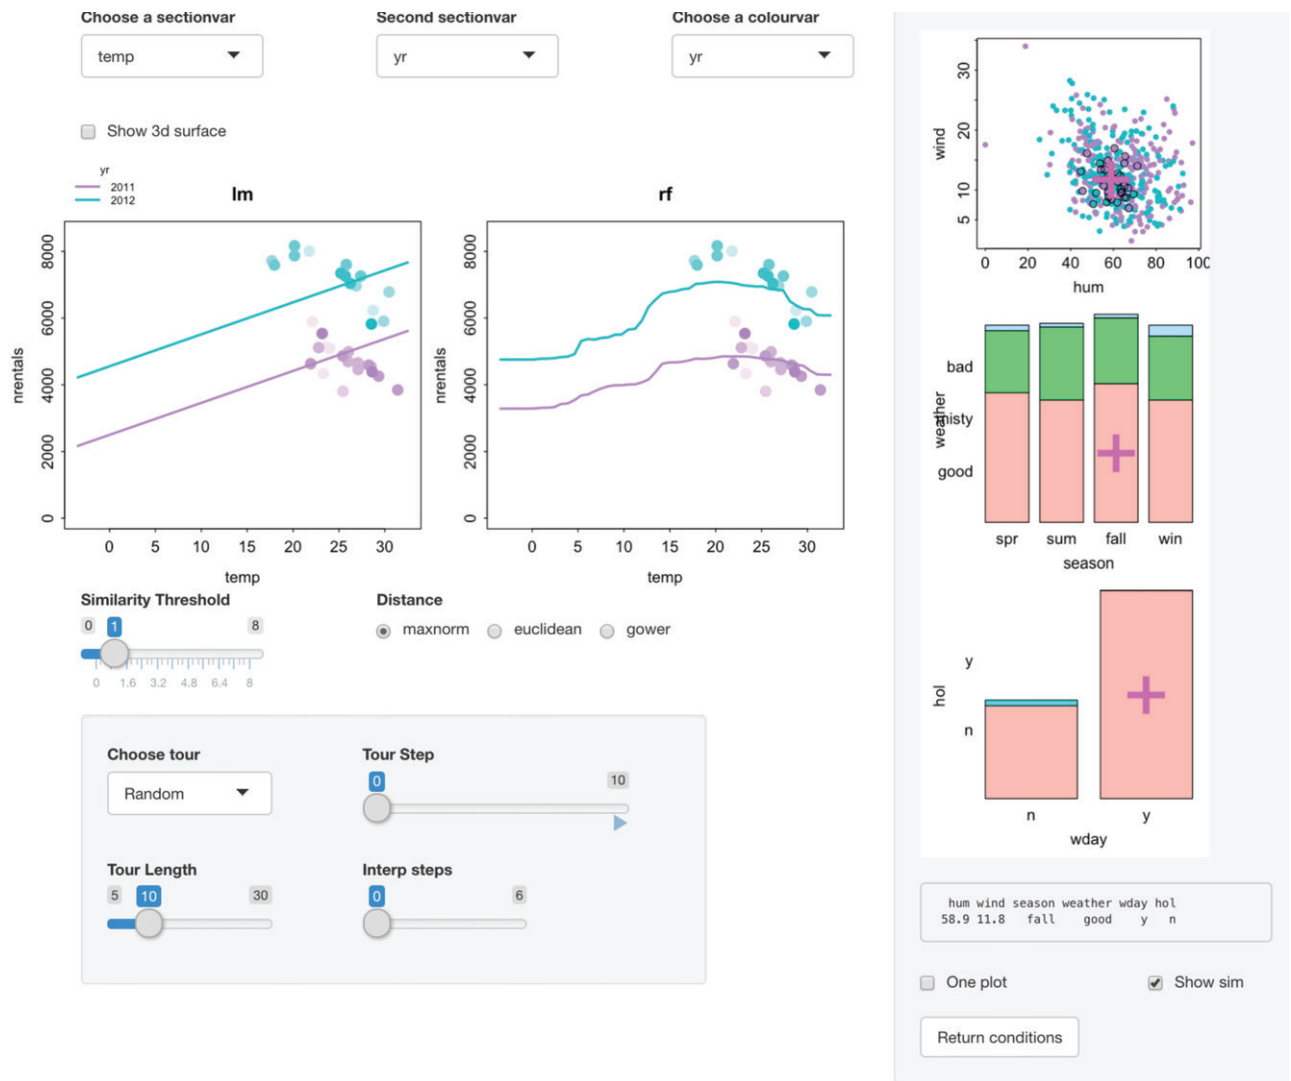 Choose a sectionvar
Second sectionvar
Choose a colourvar
temp
yr
yr
Show 3d surface
yr
2011
2012
lm
rf
nrentals
0
2000
4000
6000
8000
0 5 10 15 20 25 30
temp
nrentals
0
2000
4000
6000
8000
0 5 10 15 20 25 30
temp
Similarity Threshold
0
1
8
0 1.6 3.2 4.8 6.4 8
Distance
maxnorm
euclidean
gower
Choose tour
Random
Tour Step
0
10
Tour Length
5
10
30
Interp steps
0
6
wind
5
10
20
30
0 20 40 60 80 100
hum
weather
bad
misty
good
spr sum fall win
season
hol
y
n
n y
wday
hum wind season weather wday hol
58.9 11.8 fall good y n
One plot
Show sim
Return conditions